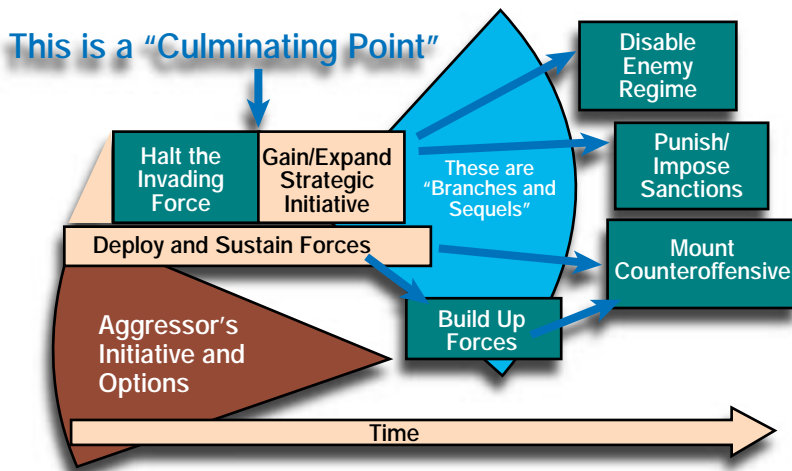 This is a “Culminating Point”
Disable
Enemy
Regime
Halt the
Invading
Force
Gain/Expand
Strategic
Initiative
These are
“Branches and
Sequels”
Punish/
Impose
Sanctions
Deploy and Sustain Forces
Mount
Counteroffensive
Aggressor’s
Initiative and
Options
Build Up
Forces
Time